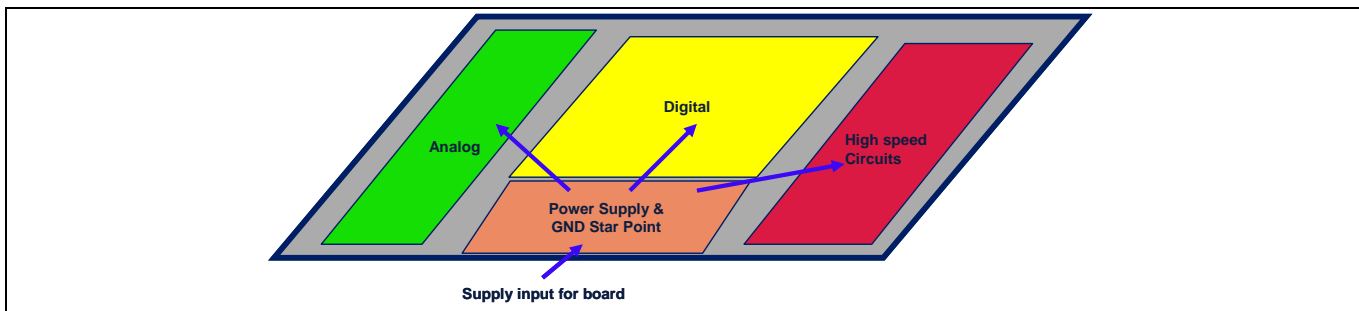 Digital
High speed
Circuits
Analog
Power Supply &
GND Star Point
Supply input for board